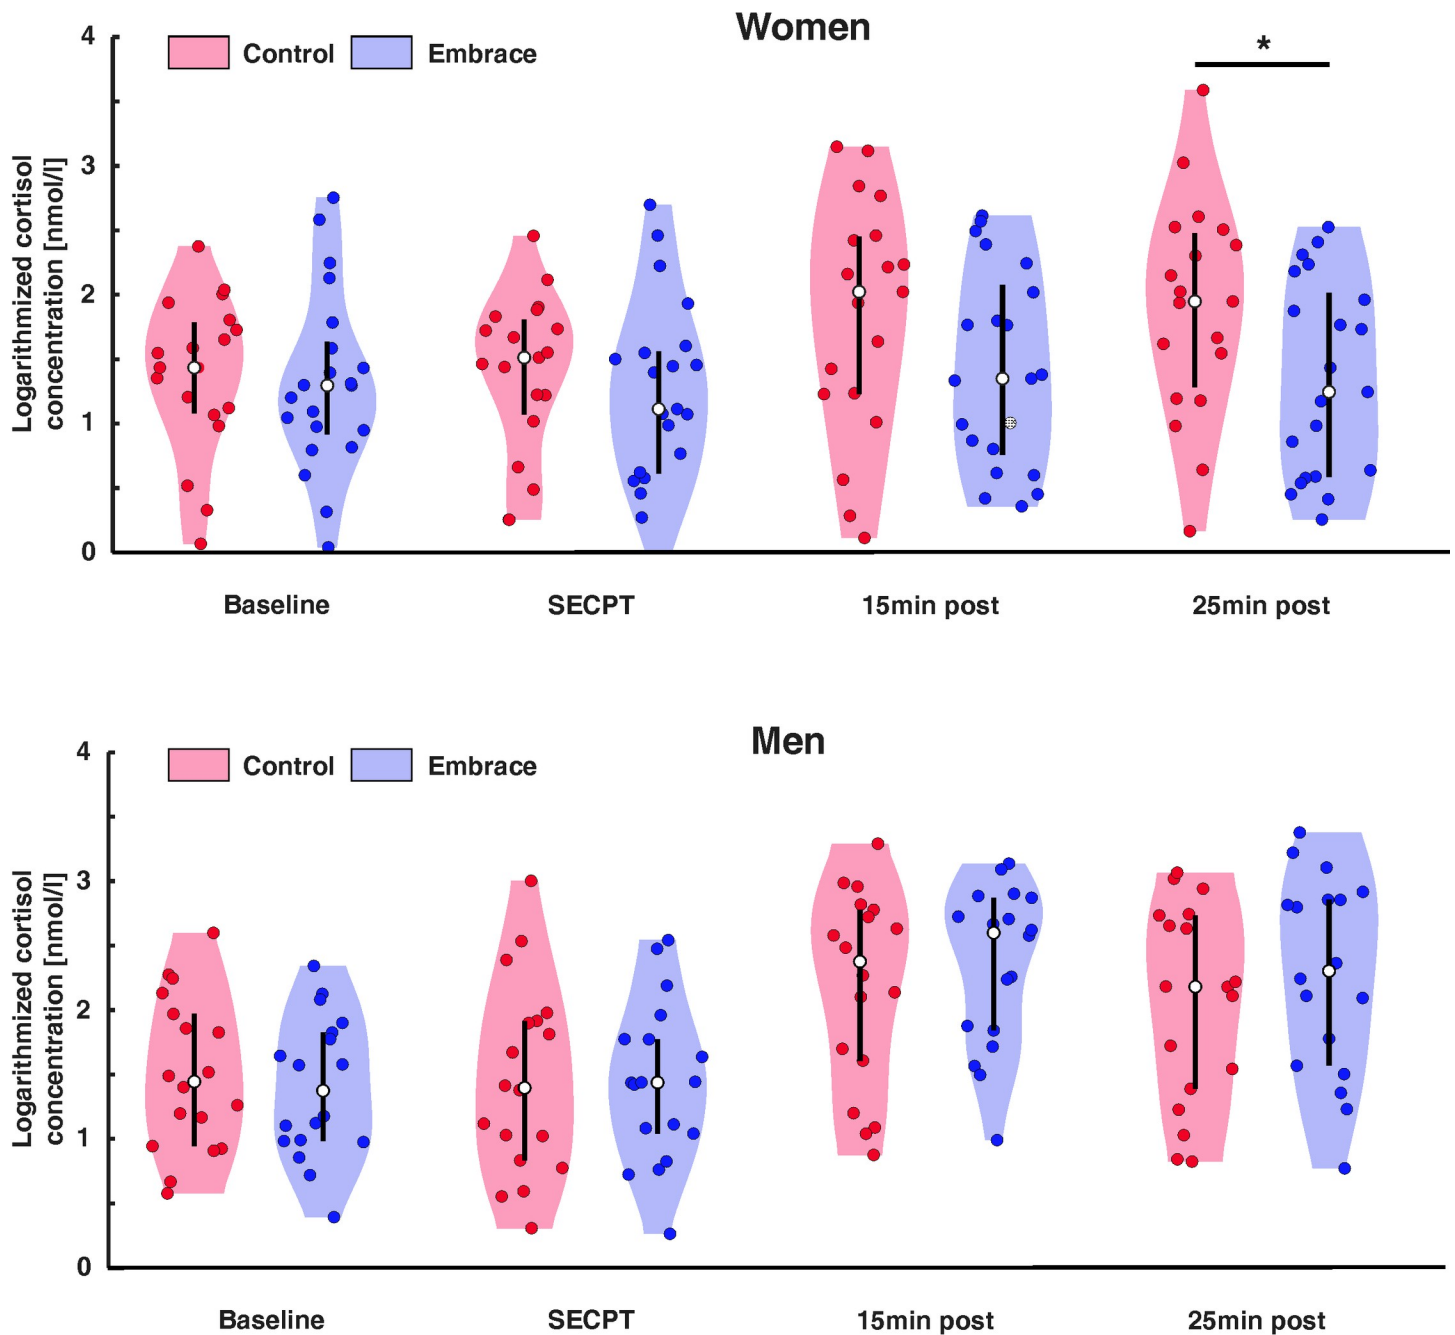 Women
Control
Embrace
*
4
3
2
1
0
Logarithmized cortisol
concentration [nmol/l]
Baseline
SECPT
15min post
25min post
Men
Control
Embrace
4
3
2
1
0
Logarithmized cortisol
concentration [nmol/l]
Baseline
SECPT
15min post
25min post